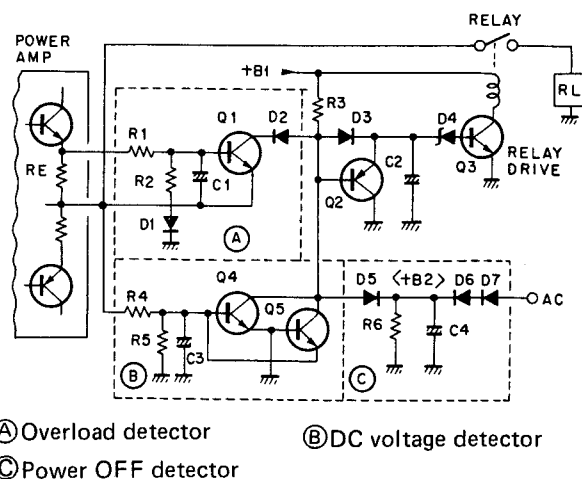 RELAY
POWER
AMP
+B1
RL
Q1
D2
R3
D3
D4
R1
RE
R2
C1
C2
Q3
RELAY
DRIVE
Q2
D1
A
Q4
D5
<+B2>
D6
D7
R4
Q5
AC
R5
R6
C3
C4
B
C
Ⓐ Overload detector
Ⓑ DC voltage detector
Ⓒ Power OFF detector